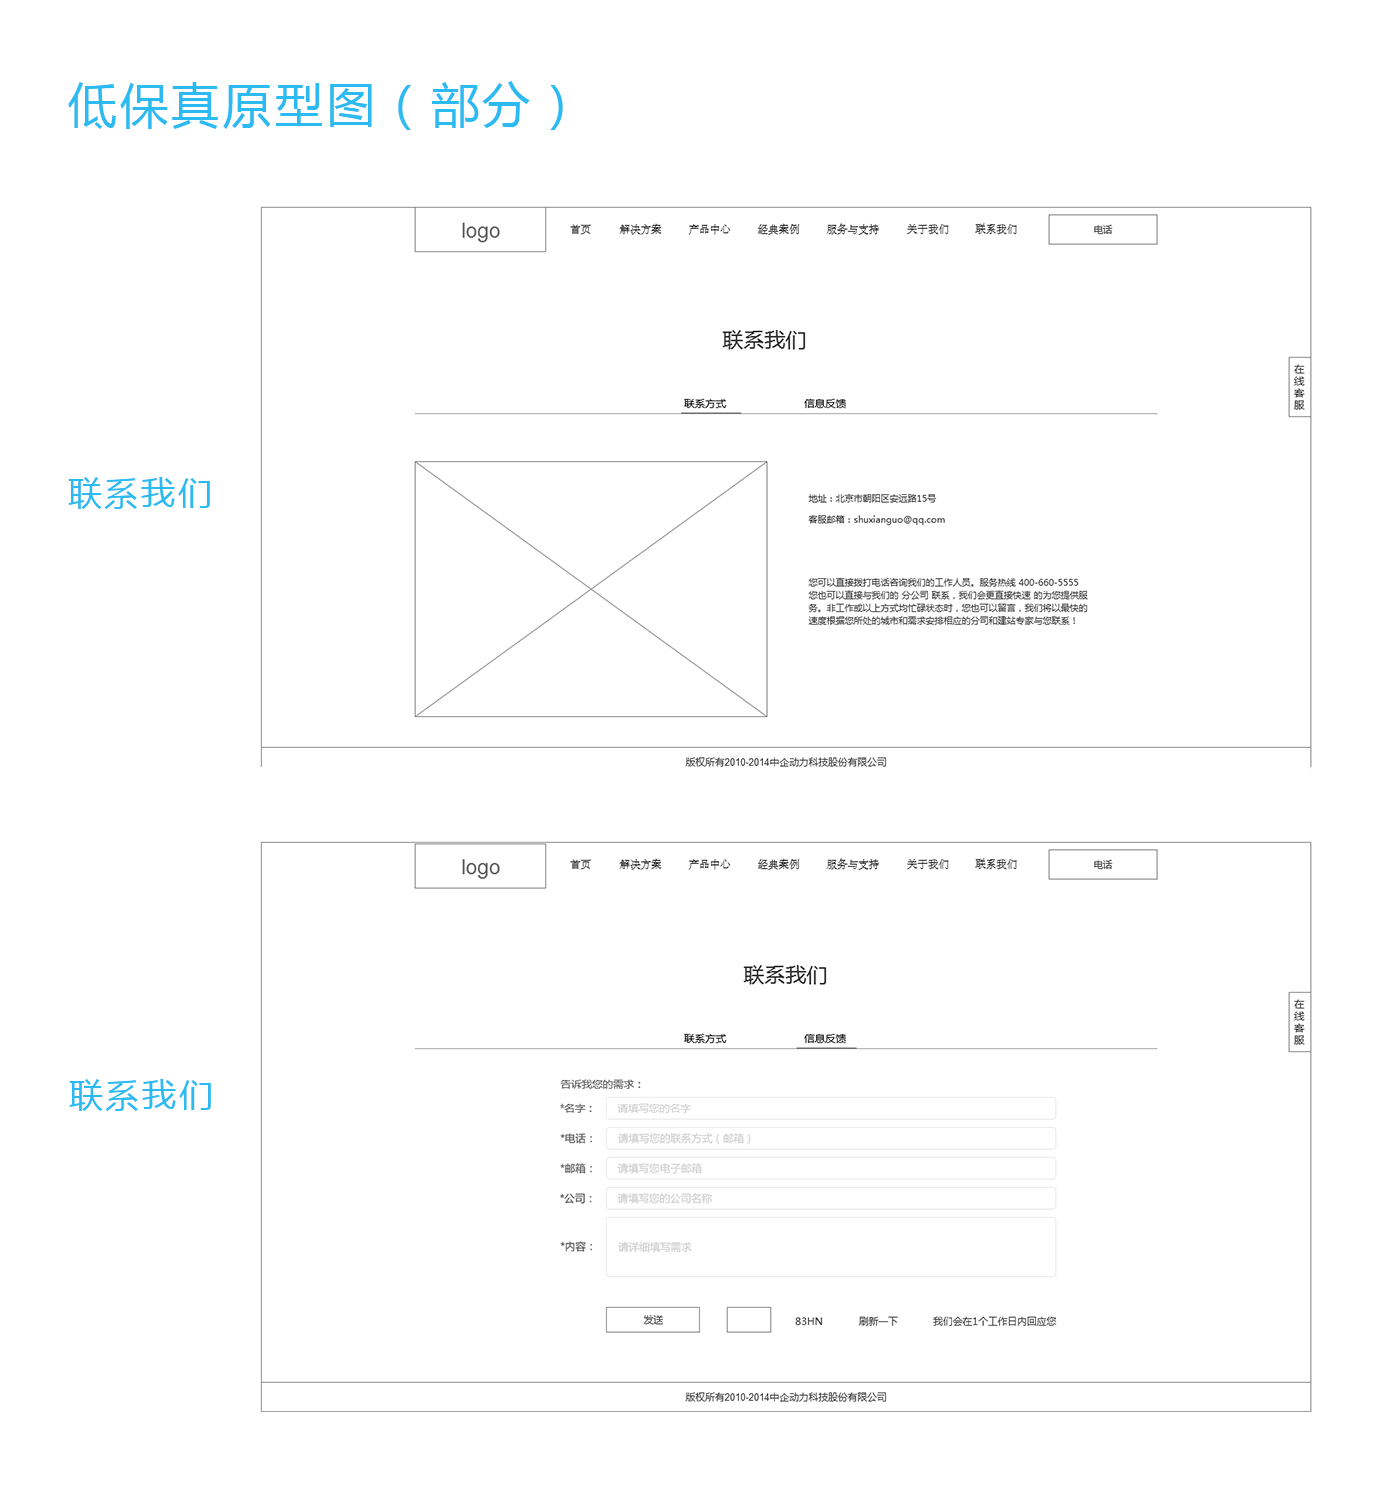 低保真原型图（部分）
logo
首页 解决方案 产品中心 经典案例 服务与支持 关于我们 联系我们 电话
联系我们
在线客服
联系方式 信息反馈
联系我们
地址：北京市朝阳区安远路15号
客服邮箱：shuxianguo@qq.com
您可以直接拨打电话咨询我们的工作人员。服务热线 400-660-5555
您也可以直接与我们的 分公司 联系，我们会更直接快速 的为您提供服
务。非工作或以上方式均忙碌状态时，您也可以留言，我们将以最快的
速度根据您所处的城市和需求安排相应的分司和建站专家与您联系！
版权所有2010-2014中企动力科技股份有限公司
logo
首页 解决方案 产品中心 经典案例 服务与支持 关于我们 联系我们 电话
联系我们
在线客服
联系方式 信息反馈
联系我们
告诉我您的需求：
*名字： 请填写您的名字
*电话： 请填写您的联系方式（邮箱）
*邮箱： 请填写您电子邮箱
*公司： 请填写您的公司名称
*内容： 请详细填写需求
发送 83HN 刷新一下 我们会在1个工作日内回应您
版权所有2010-2014中企动力科技股份有限公司